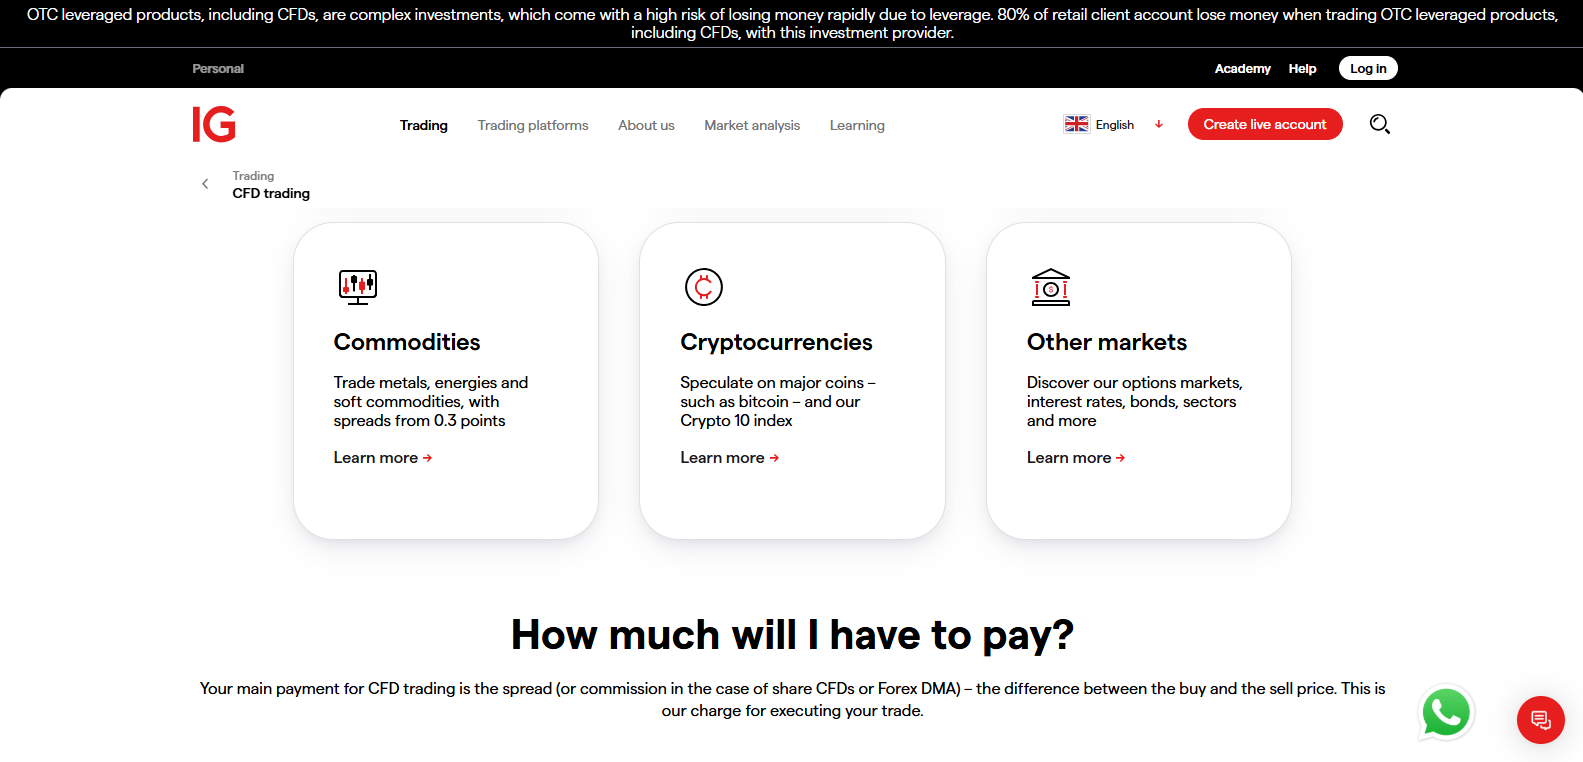 OTC leveraged products, including CFDs, are complex investments, which come with a high risk of losing money rapidly due to leverage. 80% of retail client account lose money when trading OTC leveraged products,
including CFDs, with this investment provider.
Personal
Academy Help Log in
IG
Trading Trading platforms About us Market analysis Learning
English
Create live account
Trading
CFD trading
Commodities
Trade metals, energies and
soft commodities, with
spreads from 0.3 points
Learn more →
Cryptocurrencies
Speculate on major coins –
such as bitcoin – and our
Crypto 10 index
Learn more →
Other markets
Discover our options markets,
interest rates, bonds, sectors
and more
Learn more →
How much will I have to pay?
Your main payment for CFD trading is the spread (or commission in the case of share CFDs or Forex DMA) – the difference between the buy and the sell price. This is
our charge for executing your trade.